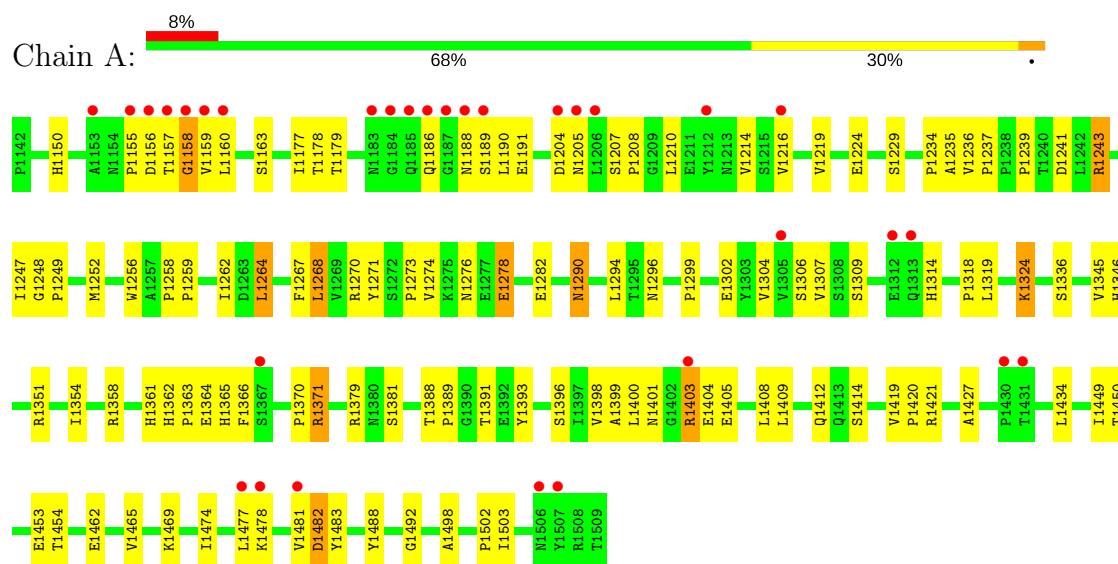 8%
Chain A:
68% 30% •
P1142 H1150 A1153 N1154 P1155 D1156 T1157 G1158 V1159 L1160 S1163 I1177 T1178 T1179 N1183 G1184 Q1185 Q1186 G1187 N1188 S1189 L1190 E1191 D1204 N1205 L1206 S1207 P1208 G1209 L1210 E1211 Y1212 N1213 V1214 S1215 V1216 V1219 E1224 S1229 P1234 A1235 V1236 P1237 P1238 P1239 T1240 D1241 L1242 R1243
I1247 G1248 P1249 M1252 W1256 A1257 P1258 P1259 I1262 D1263 L1264 F1267 L1268 V1269 R1270 Y1271 S1272 P1273 V1274 K1275 N1276 E1277 E1278 E1282 N1290 L1294 T1295 N1296 P1299 E1302 Y1303 V1304 V1305 S1306 V1307 S1308 S1309 E1312 Q1313 H1314 P1318 L1319 K1324 S1336 V1345 H1346
R1351 I1354 R1358 H1361 H1362 P1363 E1364 H1365 F1366 S1367 P1370 R1371 R1379 N1380 S1381 T1388 P1389 G1390 T1391 E1392 Y1393 S1396 I1397 V1398 A1399 L1400 N1401 G1402 R1403 E1404 E1405 L1408 L1409 Q1412 Q1413 S1414 V1419 P1420 R1421 A1427 P1430 T1431 L1434 I1449 T1450
E1453 T1454 E1462 V1465 K1469 I1474 L1477 K1478 V1481 D1482 Y1483 Y1488 G1492 A1498 P1502 I1503 N1506 Y1507 R1508 T1509